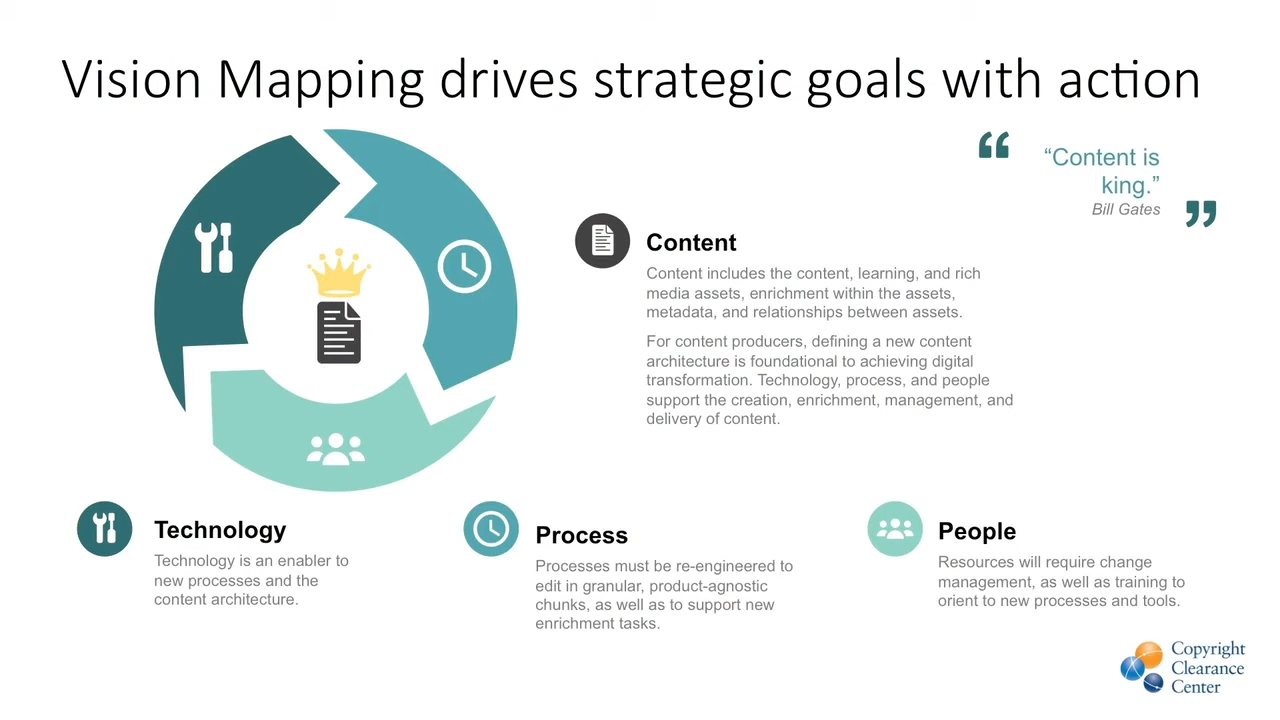 Vision Mapping drives strategic goals with action
“Content is
king.”
Bill Gates
Content
Content includes the content, learning, and rich
media assets, enrichment within the assets,
metadata, and relationships between assets.
For content producers, defining a new content
architecture is foundational to achieving digital
transformation. Technology, process, and people
support the creation, enrichment, management, and
delivery of content.
Technology
Technology is an enabler to
new processes and the
content architecture.
Process
Processes must be re-engineered to
edit in granular, product-agnostic
chunks, as well as to support new
enrichment tasks.
People
Resources will require change
management, as well as training to
orient to new processes and tools.
Copyright
Clearance
Center